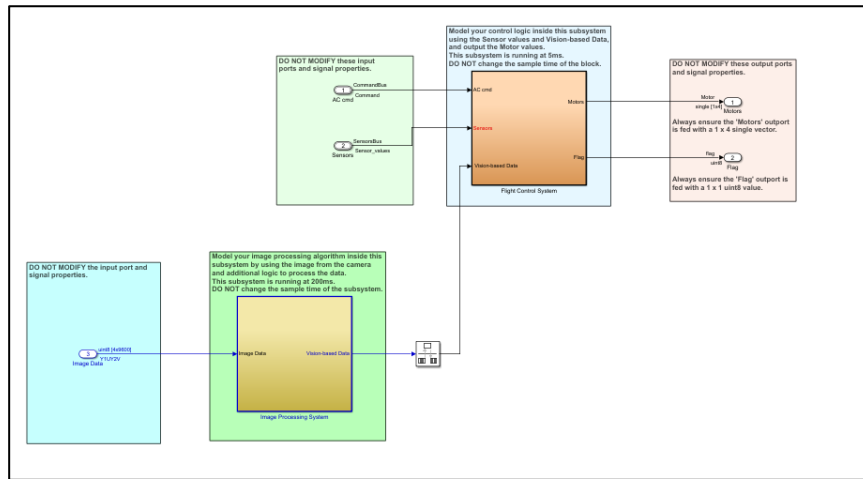 Model your control logic inside this subsystem
using the Sensor values and Vision-based Data,
and output the Motor values.
This subsystem is running at 5ms.
DO NOT change the sample time of the block.
DO NOT MODIFY these input
ports and signal properties.
CommandBus
1
Command
AC cmd
SensorsBus
2
Sensor_values
Sensors
AC cmd
Motors
Sensors
Flag
Vision-based Data
Flight Control System
DO NOT MODIFY these output ports
and signal properties.
Motor
1
single [1x4]
Motors
Always ensure the 'Motors' outport
is fed with a 1 x 4 single vector.
flag
2
uint8
Flag
Always ensure the 'Flag' outport is
fed with a 1 x 1 uint8 value.
DO NOT MODIFY the input port and
signal properties.
uint8 [4x9600]
3
Y1UY2V
Image Data
Model your image processing algorithm inside this
subsystem by using the image from the camera
and additional logic to process the data.
This subsystem is running at 200ms.
DO NOT change the sample time of the subsystem.
Image Data
Vision-based Data
Image Processing System